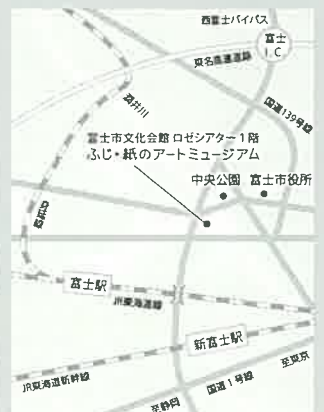 西富士バイパス
富士
I.C
東名高速道路
国道139号線
潤井川
富士市文化会館 ロゼシアター1階
ふじ・紙のアートミュージアム
中央公園
富士市役所
身延線
富士駅
JR東海道線
新富士駅
JR東海道新幹線
国道1号線
至静岡
至東京